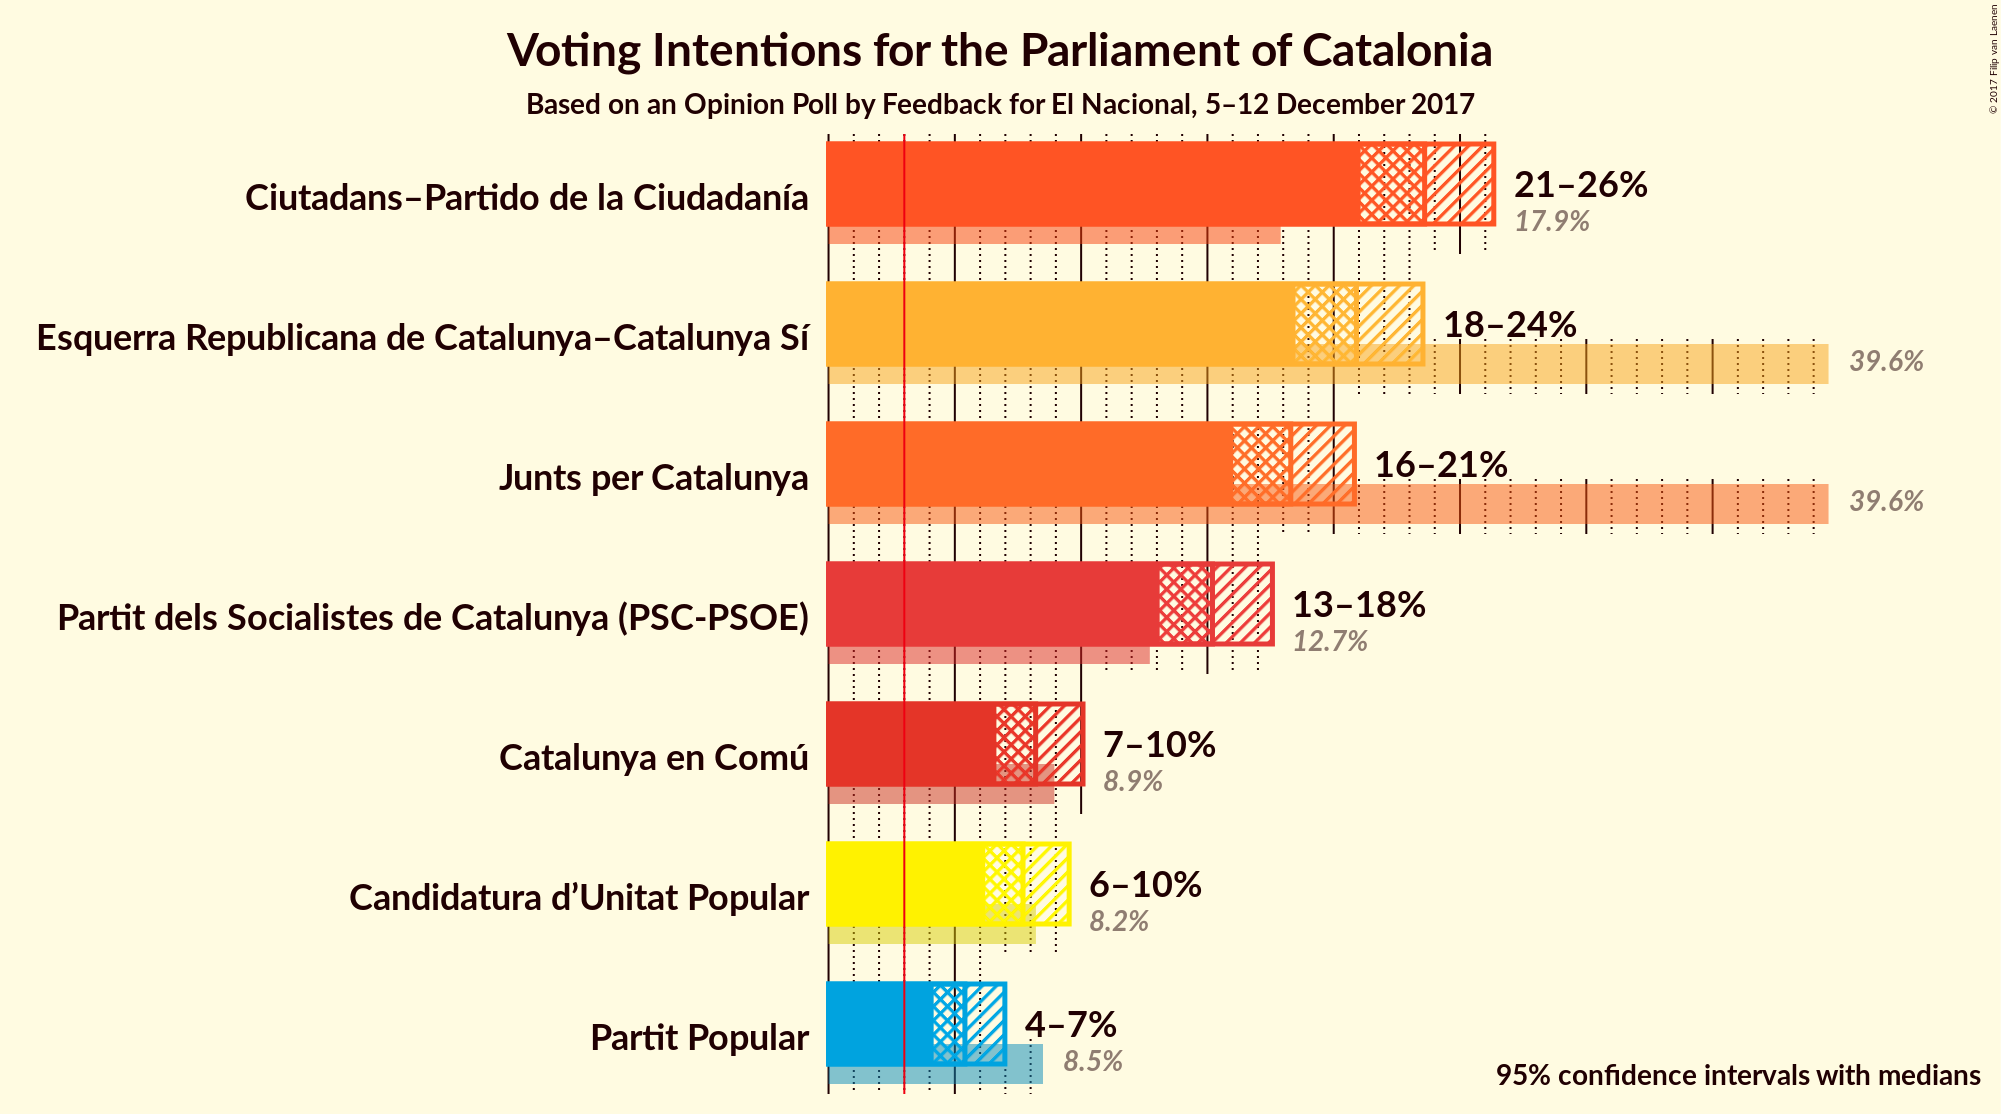 Voting Intentions for the Parliament of Catalonia
Based on an Opinion Poll by Feedback for El Nacional, 5–12 December 2017
© 2017 Filip van Laenen
Ciutadans–Partido de la Ciudadanía
21–26%
17.9%
Esquerra Republicana de Catalunya–Catalunya Sí
18–24%
39.6%
Junts per Catalunya
16–21%
39.6%
Partit dels Socialistes de Catalunya (PSC-PSOE)
13–18%
12.7%
Catalunya en Comú
7–10%
8.9%
Candidatura d’Unitat Popular
6–10%
8.2%
Partit Popular
4–7%
8.5%
95% confidence intervals with medians